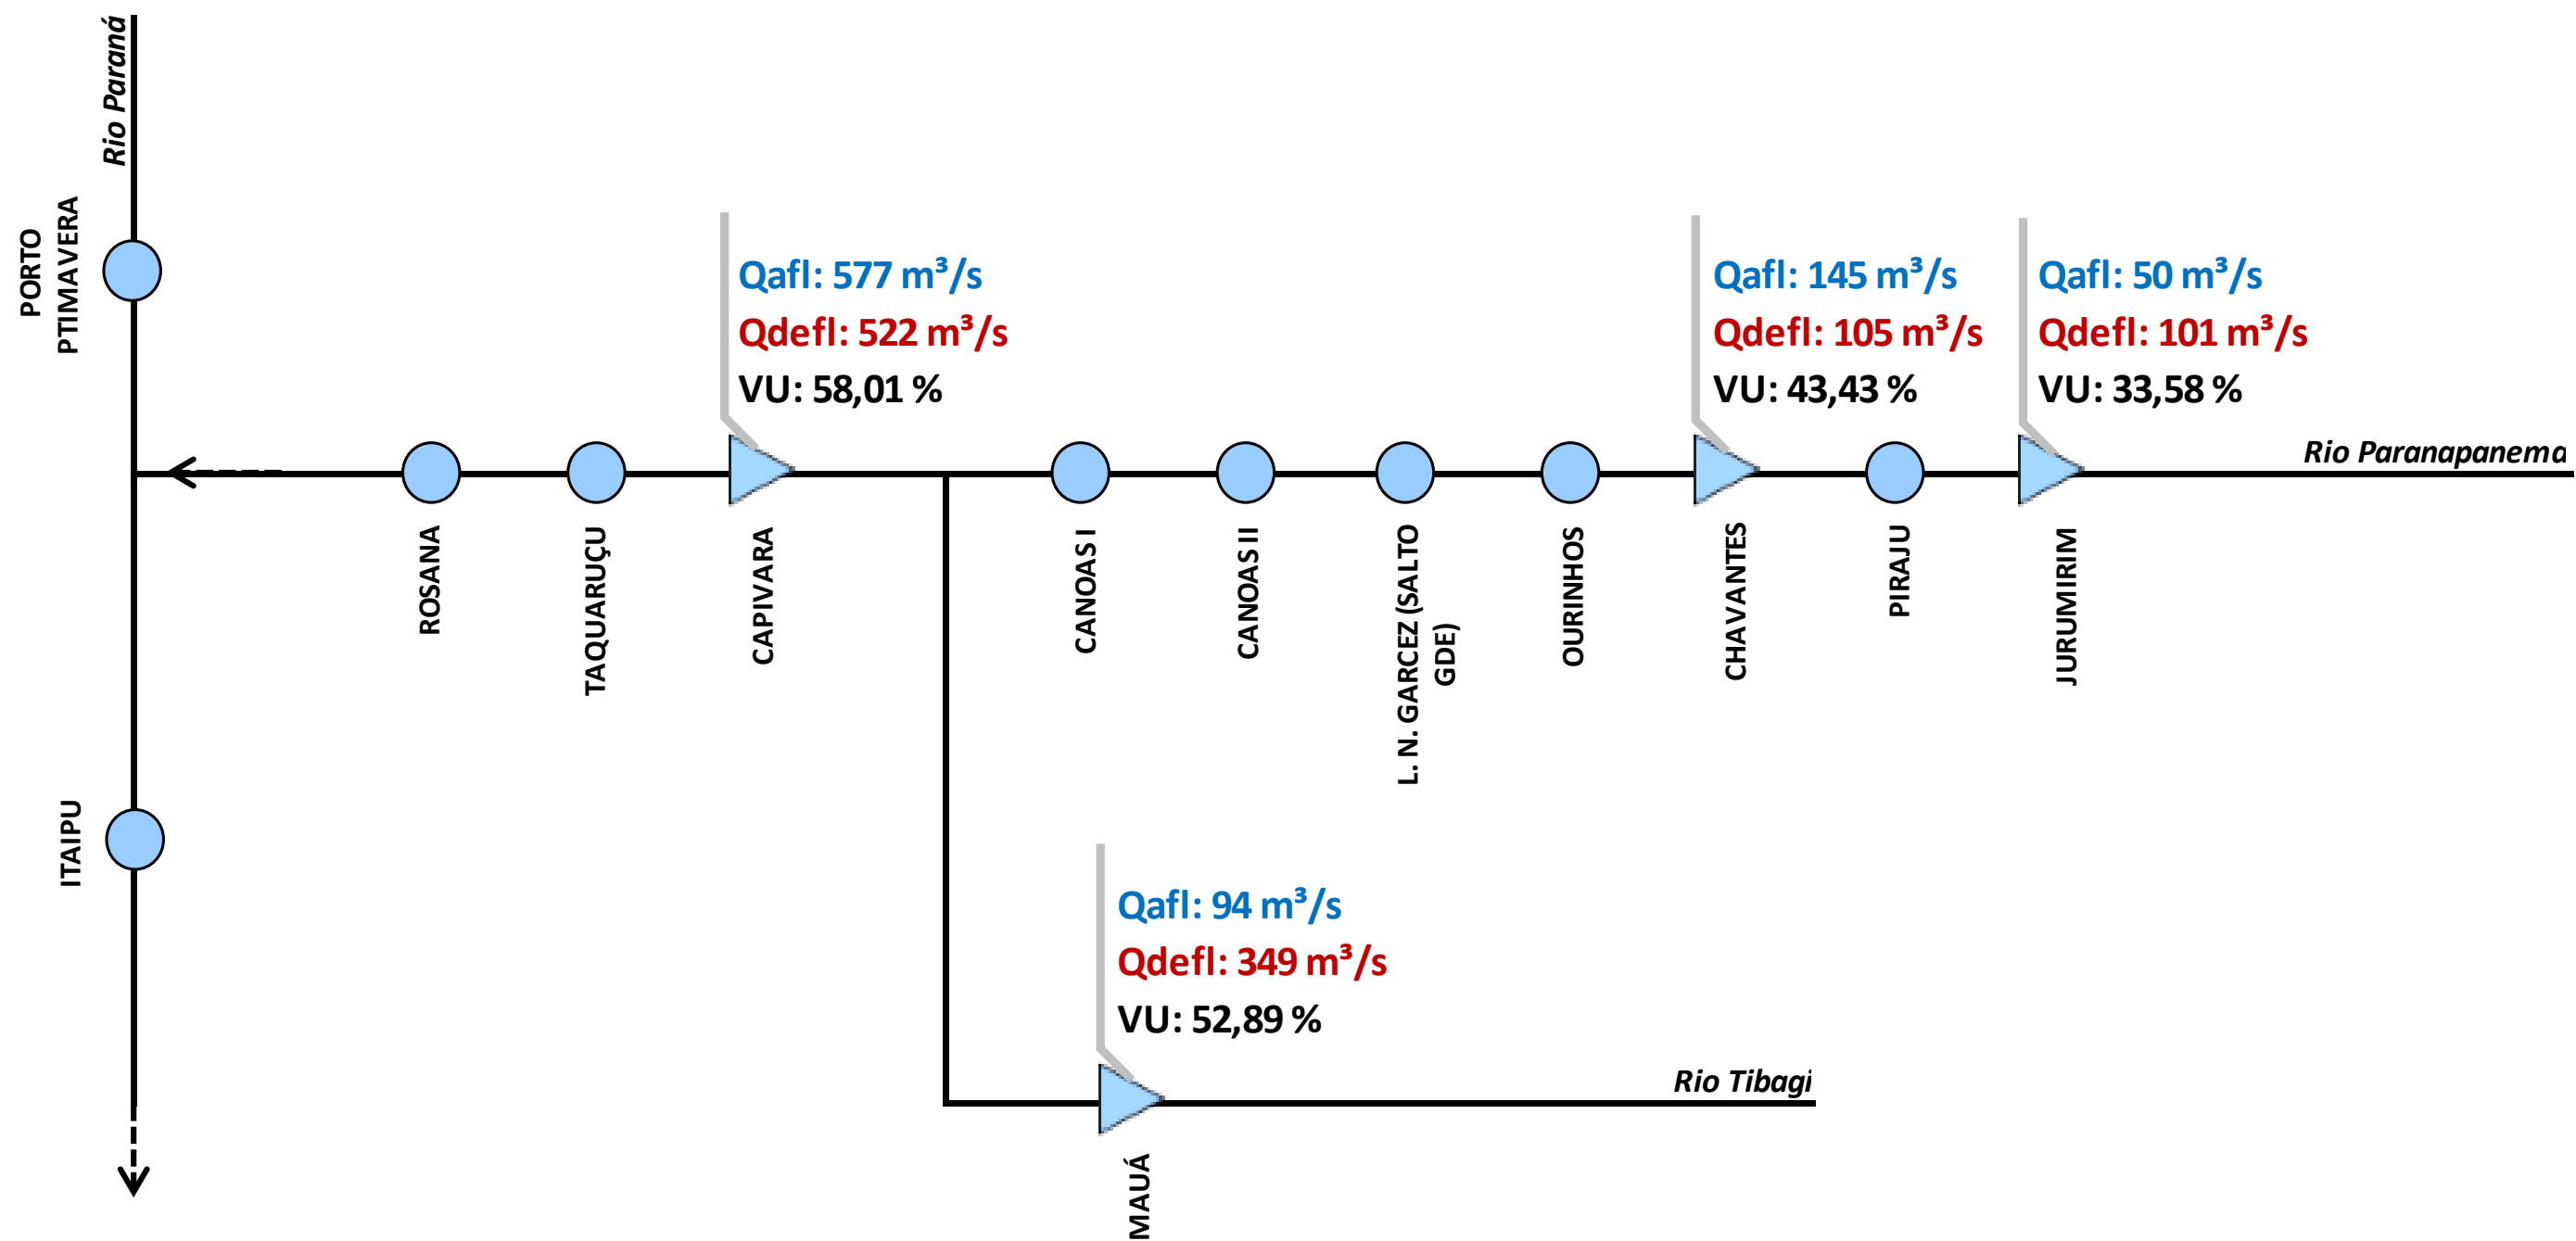 Rio Paraná
PORTO
PTIMAVERA
Qafl: 577 m³/s
Qdefl: 522 m³/s
VU: 58,01 %
Qafl: 145 m³/s
Qdefl: 105 m³/s
VU: 43,43 %
Qafl: 50 m³/s
Qdefl: 101 m³/s
VU: 33,58 %
Rio Paranapanema
ROSANA
TAQUARUÇU
CAPIVARA
CANOAS I
CANOAS II
L. N. GARCEZ (SALTO
GDE)
OURINHOS
CHAVANTES
PIRAJU
JURUMIRIM
ITAIPU
Qafl: 94 m³/s
Qdefl: 349 m³/s
VU: 52,89 %
Rio Tibagi
MAUÁ